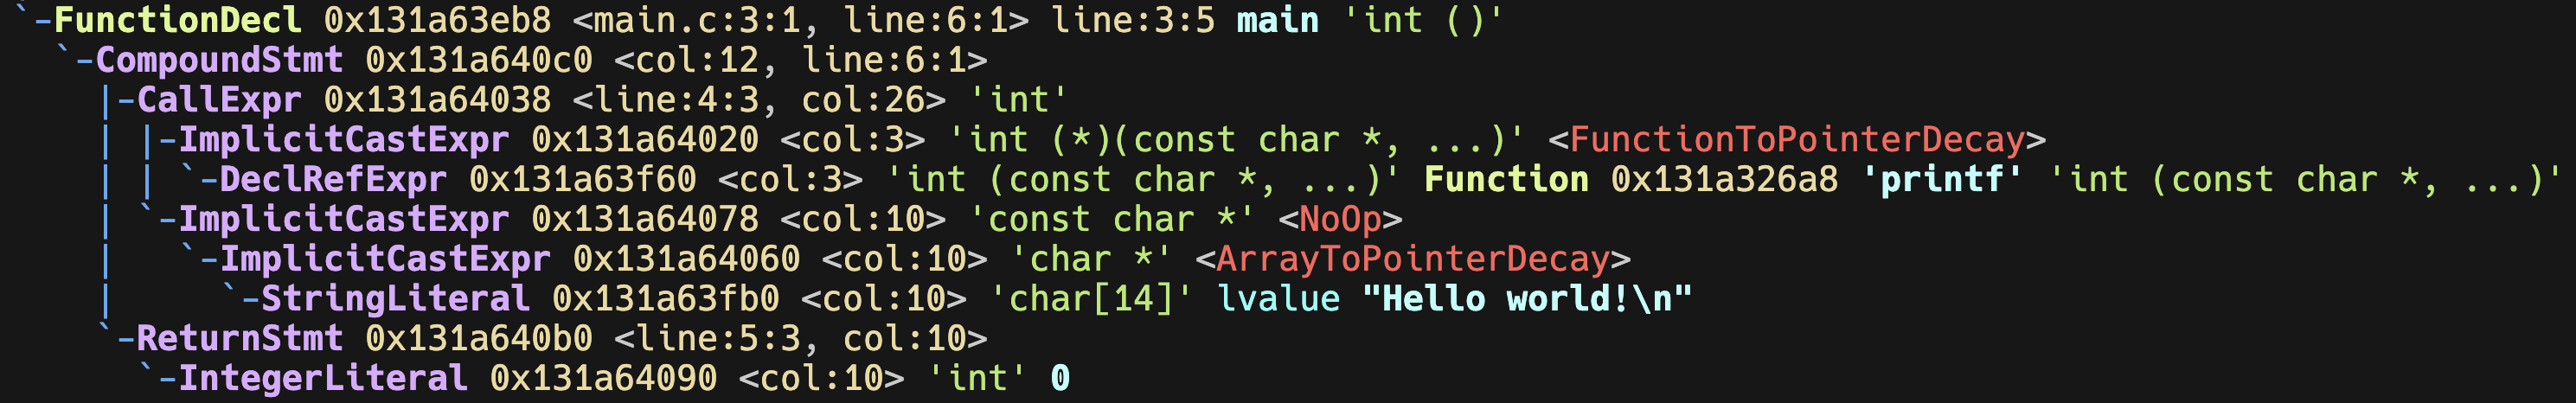 `-FunctionDecl 0x131a63eb8 <main.c:3:1, line:6:1> line:3:5 main 'int ()'
  `-CompoundStmt 0x131a640c0 <col:12, line:6:1>
    |-CallExpr 0x131a64038 <line:4:3, col:26> 'int'
    | |-ImplicitCastExpr 0x131a64020 <col:3> 'int (*)(const char *, ...)' <FunctionToPointerDecay>
    | | `-DeclRefExpr 0x131a63f60 <col:3> 'int (const char *, ...)' Function 0x131a326a8 'printf' 'int (const char *, ...)'
    | `-ImplicitCastExpr 0x131a64078 <col:10> 'const char *' <NoOp>
    |   `-ImplicitCastExpr 0x131a64060 <col:10> 'char *' <ArrayToPointerDecay>
    |     `-StringLiteral 0x131a63fb0 <col:10> 'char[14]' lvalue "Hello world!\n"
    `-ReturnStmt 0x131a640b0 <line:5:3, col:10>
      `-IntegerLiteral 0x131a64090 <col:10> 'int' 0